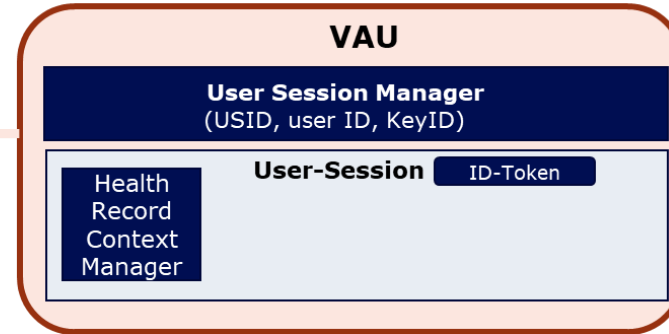 VAU
User Session Manager
(USID, user ID, KeyID)
User-Session
ID-Token
Health
Record
Context
Manager